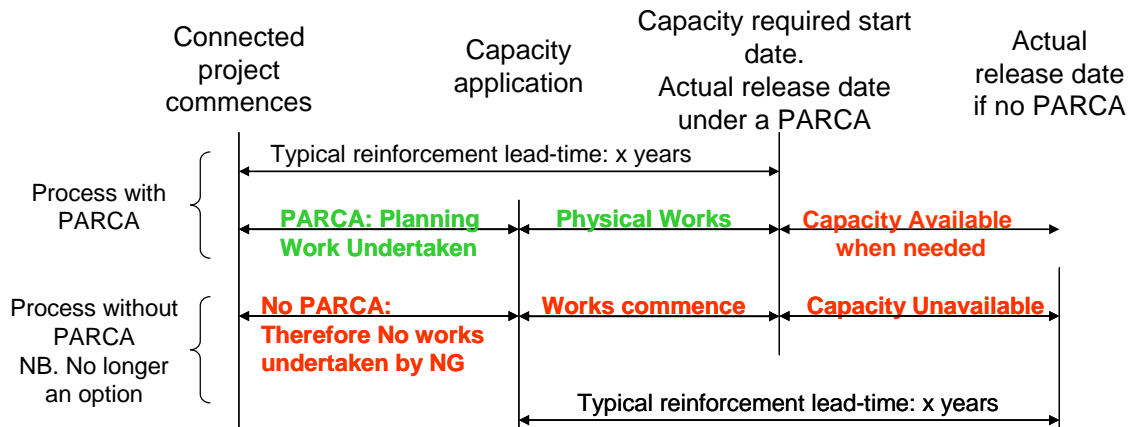 Connected
project
commences
Capacity
application
Capacity required start
date.
Actual release date
under a PARCA
Actual
release date
if no PARCA
Typical reinforcement lead-time: x years
Process with
PARCA
PARCA: Planning
Work Undertaken
Physical Works
Capacity Available
when needed
Process without
PARCA
NB. No longer
an option
No PARCA:
Therefore No works
undertaken by NG
Works commence
Capacity Unavailable
Typical reinforcement lead-time: x years